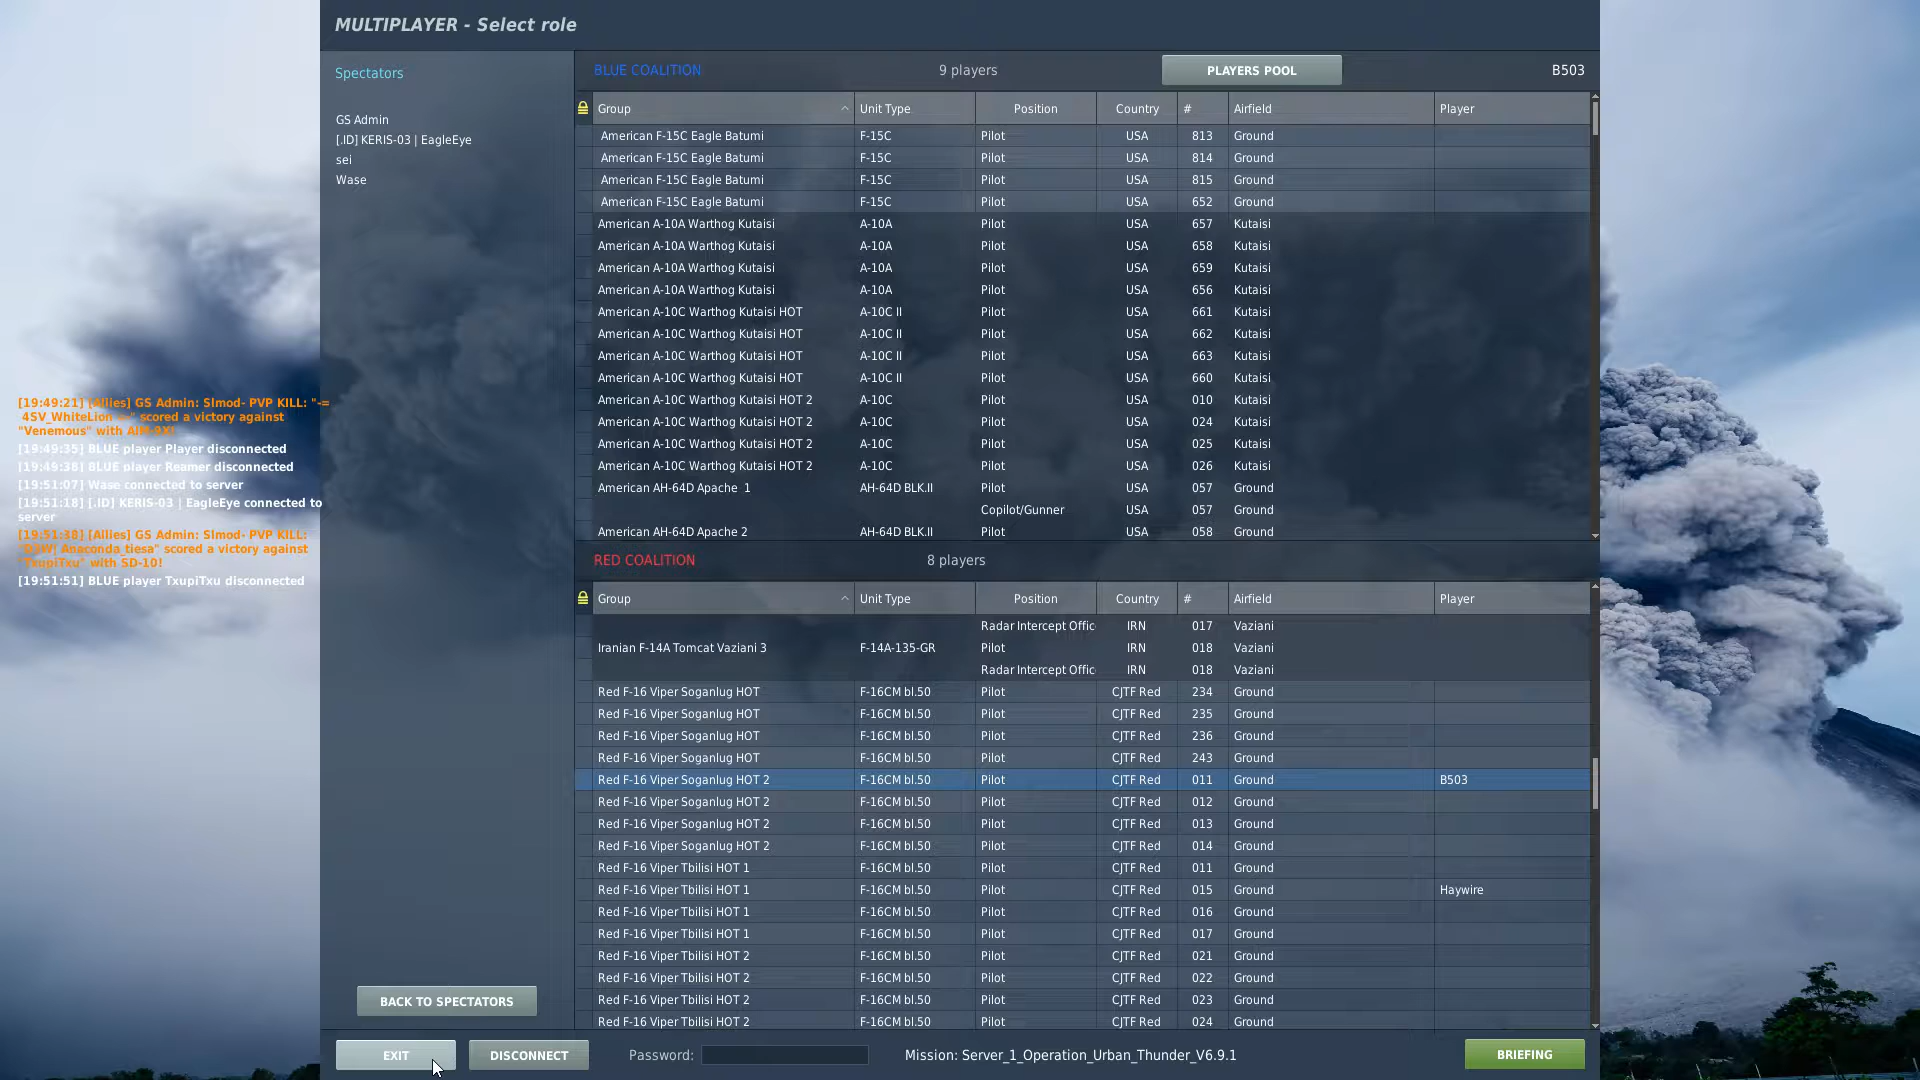 MULTIPLAYER - Select role
Spectators
GS Admin
[.ID] KERIS-03 | EagleEye
sei
Wase
BLUE COALITION 9 players PLAYERS POOL B503
Group Unit Type Position Country # Airfield Player
American F-15C Eagle Batumi F-15C Pilot USA 813 Ground
American F-15C Eagle Batumi F-15C Pilot USA 814 Ground
American F-15C Eagle Batumi F-15C Pilot USA 815 Ground
American F-15C Eagle Batumi F-15C Pilot USA 652 Ground
American A-10A Warthog Kutaisi A-10A Pilot USA 657 Kutaisi
American A-10A Warthog Kutaisi A-10A Pilot USA 658 Kutaisi
American A-10A Warthog Kutaisi A-10A Pilot USA 659 Kutaisi
American A-10A Warthog Kutaisi A-10A Pilot USA 656 Kutaisi
American A-10C Warthog Kutaisi HOT A-10C II Pilot USA 661 Kutaisi
American A-10C Warthog Kutaisi HOT A-10C II Pilot USA 662 Kutaisi
American A-10C Warthog Kutaisi HOT A-10C II Pilot USA 663 Kutaisi
American A-10C Warthog Kutaisi HOT A-10C II Pilot USA 660 Kutaisi
American A-10C Warthog Kutaisi HOT 2 A-10C Pilot USA 010 Kutaisi
American A-10C Warthog Kutaisi HOT 2 A-10C Pilot USA 024 Kutaisi
American A-10C Warthog Kutaisi HOT 2 A-10C Pilot USA 025 Kutaisi
American A-10C Warthog Kutaisi HOT 2 A-10C Pilot USA 026 Kutaisi
American AH-64D Apache 1 AH-64D BLK.II Pilot USA 057 Ground
Copilot/Gunner USA 057 Ground
American AH-64D Apache 2 AH-64D BLK.II Pilot USA 058 Ground
[19:49:21] [Allies] GS Admin: Slmod- PVP KILL: "-=
4SV_WhiteLion =-" scored a victory against
"Venemous" with AIM-9X!
[19:49:35] BLUE player Player disconnected
[19:49:38] BLUE player Reamer disconnected
[19:51:07] Wase connected to server
[19:51:18] [.ID] KERIS-03 | EagleEye connected to
server
[19:51:38] [Allies] GS Admin: Slmod- PVP KILL:
Anaconda_tiesa" scored a victory against
"TxupiTxu" with SD-10!
[19:51:51] BLUE player TxupiTxu disconnected
RED COALITION 8 players
Group Unit Type Position Country # Airfield Player
Radar Intercept Offic IRN 017 Vaziani
Iranian F-14A Tomcat Vaziani 3 F-14A-135-GR Pilot IRN 018 Vaziani
Radar Intercept Offic IRN 018 Vaziani
Red F-16 Viper Soganlug HOT F-16CM bl.50 Pilot CJTF Red 234 Ground
Red F-16 Viper Soganlug HOT F-16CM bl.50 Pilot CJTF Red 235 Ground
Red F-16 Viper Soganlug HOT F-16CM bl.50 Pilot CJTF Red 236 Ground
Red F-16 Viper Soganlug HOT F-16CM bl.50 Pilot CJTF Red 243 Ground
Red F-16 Viper Soganlug HOT 2 F-16CM bl.50 Pilot CJTF Red 011 Ground B503
Red F-16 Viper Soganlug HOT 2 F-16CM bl.50 Pilot CJTF Red 012 Ground
Red F-16 Viper Soganlug HOT 2 F-16CM bl.50 Pilot CJTF Red 013 Ground
Red F-16 Viper Soganlug HOT 2 F-16CM bl.50 Pilot CJTF Red 014 Ground
Red F-16 Viper Tbilisi HOT 1 F-16CM bl.50 Pilot CJTF Red 011 Ground
Red F-16 Viper Tbilisi HOT 1 F-16CM bl.50 Pilot CJTF Red 015 Ground Haywire
Red F-16 Viper Tbilisi HOT 1 F-16CM bl.50 Pilot CJTF Red 016 Ground
Red F-16 Viper Tbilisi HOT 1 F-16CM bl.50 Pilot CJTF Red 017 Ground
Red F-16 Viper Tbilisi HOT 2 F-16CM bl.50 Pilot CJTF Red 021 Ground
Red F-16 Viper Tbilisi HOT 2 F-16CM bl.50 Pilot CJTF Red 022 Ground
Red F-16 Viper Tbilisi HOT 2 F-16CM bl.50 Pilot CJTF Red 023 Ground
Red F-16 Viper Tbilisi HOT 2 F-16CM bl.50 Pilot CJTF Red 024 Ground
BACK TO SPECTATORS
EXIT DISCONNECT Password: Mission: Server_1_Operation_Urban_Thunder_V6.9.1 BRIEFING